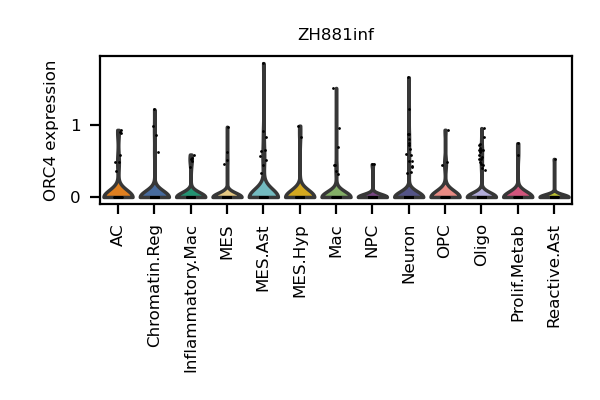 ZH881inf
ORC4 expression
1
0
AC
Chromatin.Reg
Inflammatory.Mac
MES
MES.Ast
MES.Hyp
Mac
NPC
Neuron
OPC
Oligo
Prolif.Metab
Reactive.Ast